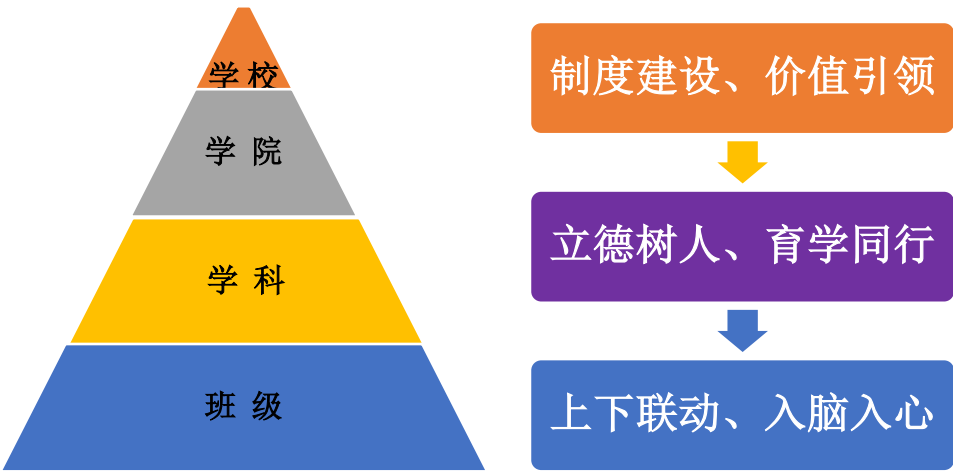 学校
学院
学科
班级
制度建设、价值引领
立德树人、育学同行
上下联动、入脑入心